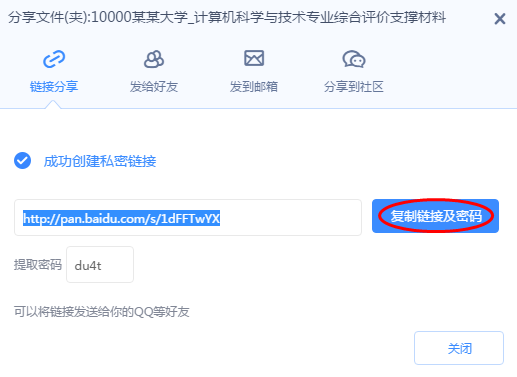 分享文件(夹):10000某某大学_计算机科学与技术专业综合评价支撑材料
链接分享 发给好友 发到邮箱 分享到社区
成功创建私密链接
http://pan.baidu.com/s/1dFFTwYX 复制链接及密码
提取密码 du4t
可以将链接发送给你的QQ等好友
关闭